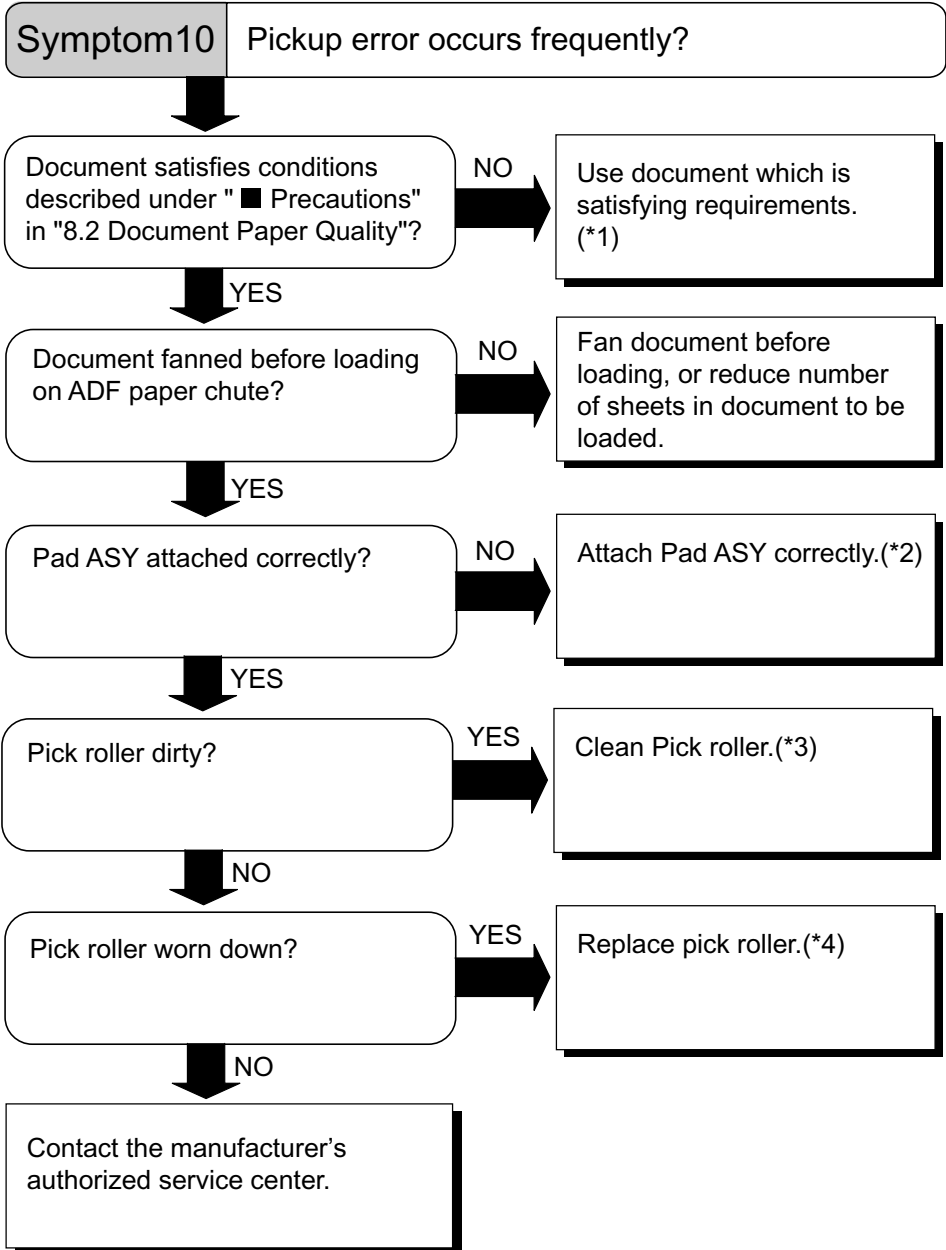 Symptom10 Pickup error occurs frequently?
Document satisfies conditions
described under " ■ Precautions"
in "8.2 Document Paper Quality"?
NO
Use document which is
satisfying requirements.
(*1)
YES
Document fanned before loading
on ADF paper chute?
NO
Fan document before
loading, or reduce number
of sheets in document to be
loaded.
YES
Pad ASY attached correctly?
NO
Attach Pad ASY correctly.(*2)
YES
Pick roller dirty?
YES
Clean Pick roller.(*3)
NO
Pick roller worn down?
YES
Replace pick roller.(*4)
NO
Contact the manufacturer’s
authorized service center.